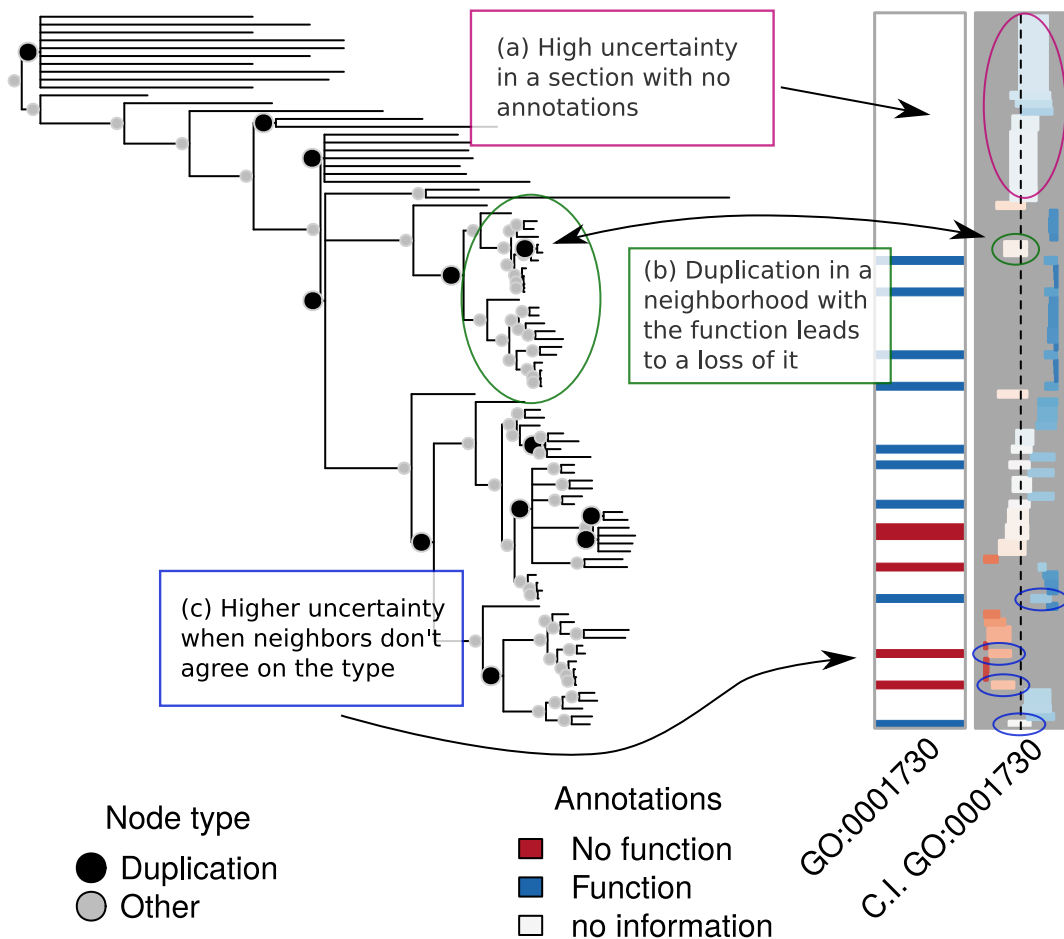 (a) High uncertainty
in a section with no
annotations
(b) Duplication in a
neighborhood with
the function leads
to a loss of it
(c) Higher uncertainty
when neighbors don't
agree on the type
GO:0001730
C.I. GO:0001730
Node type
Duplication
Other
Annotations
No function
Function
no information